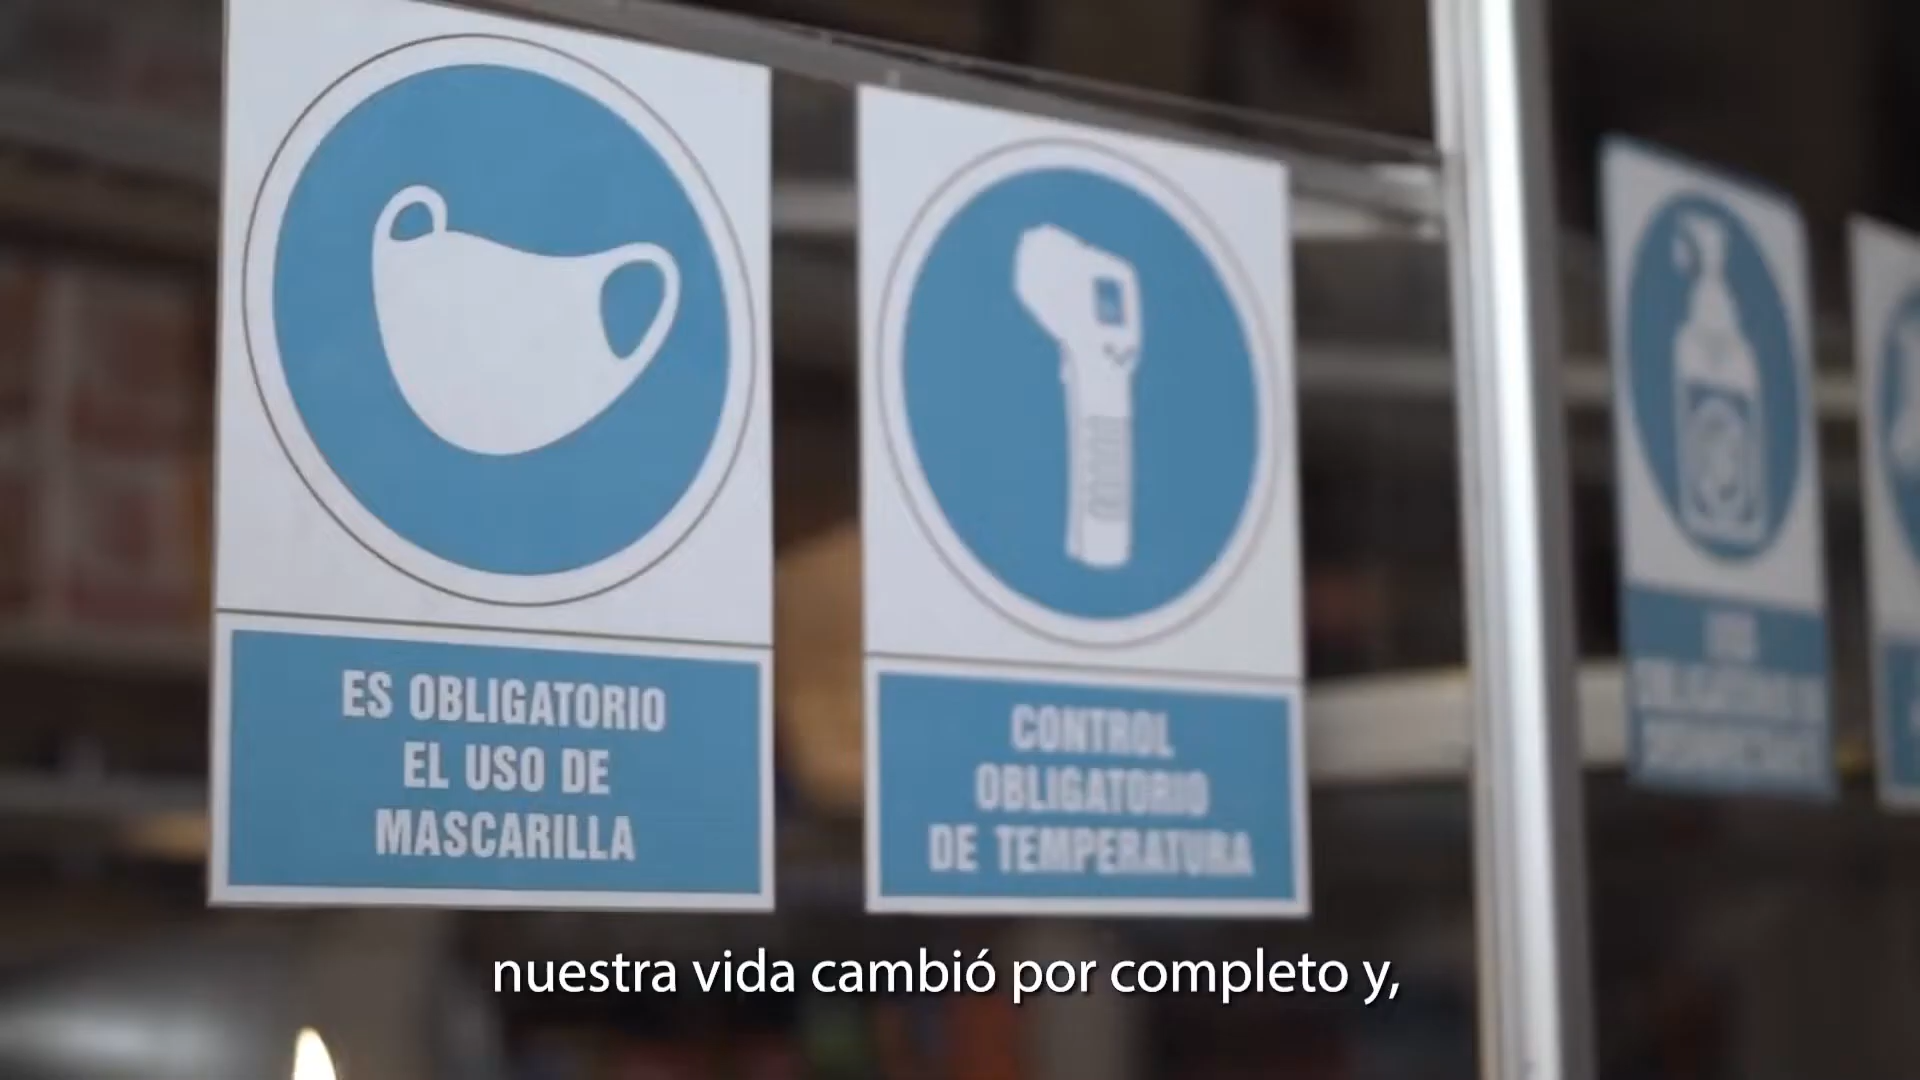 ES OBLIGATORIO
EL USO DE
MASCARILLA
CONTROL
OBLIGATORIO
DE TEMPERATURA
nuestra vida cambió por completo y,